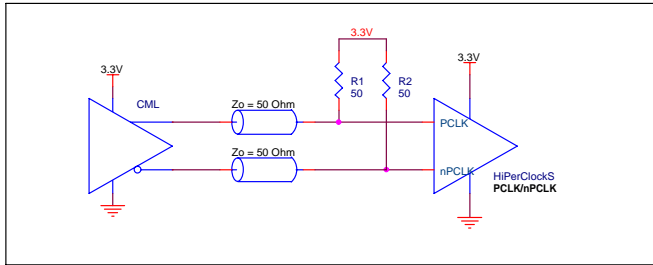 3.3V
3.3V
3.3V
CML
R1
50
R2
50
Zo = 50 Ohm
PCLK
Zo = 50 Ohm
nPCLK
HiPerClockS
PCLK/nPCLK